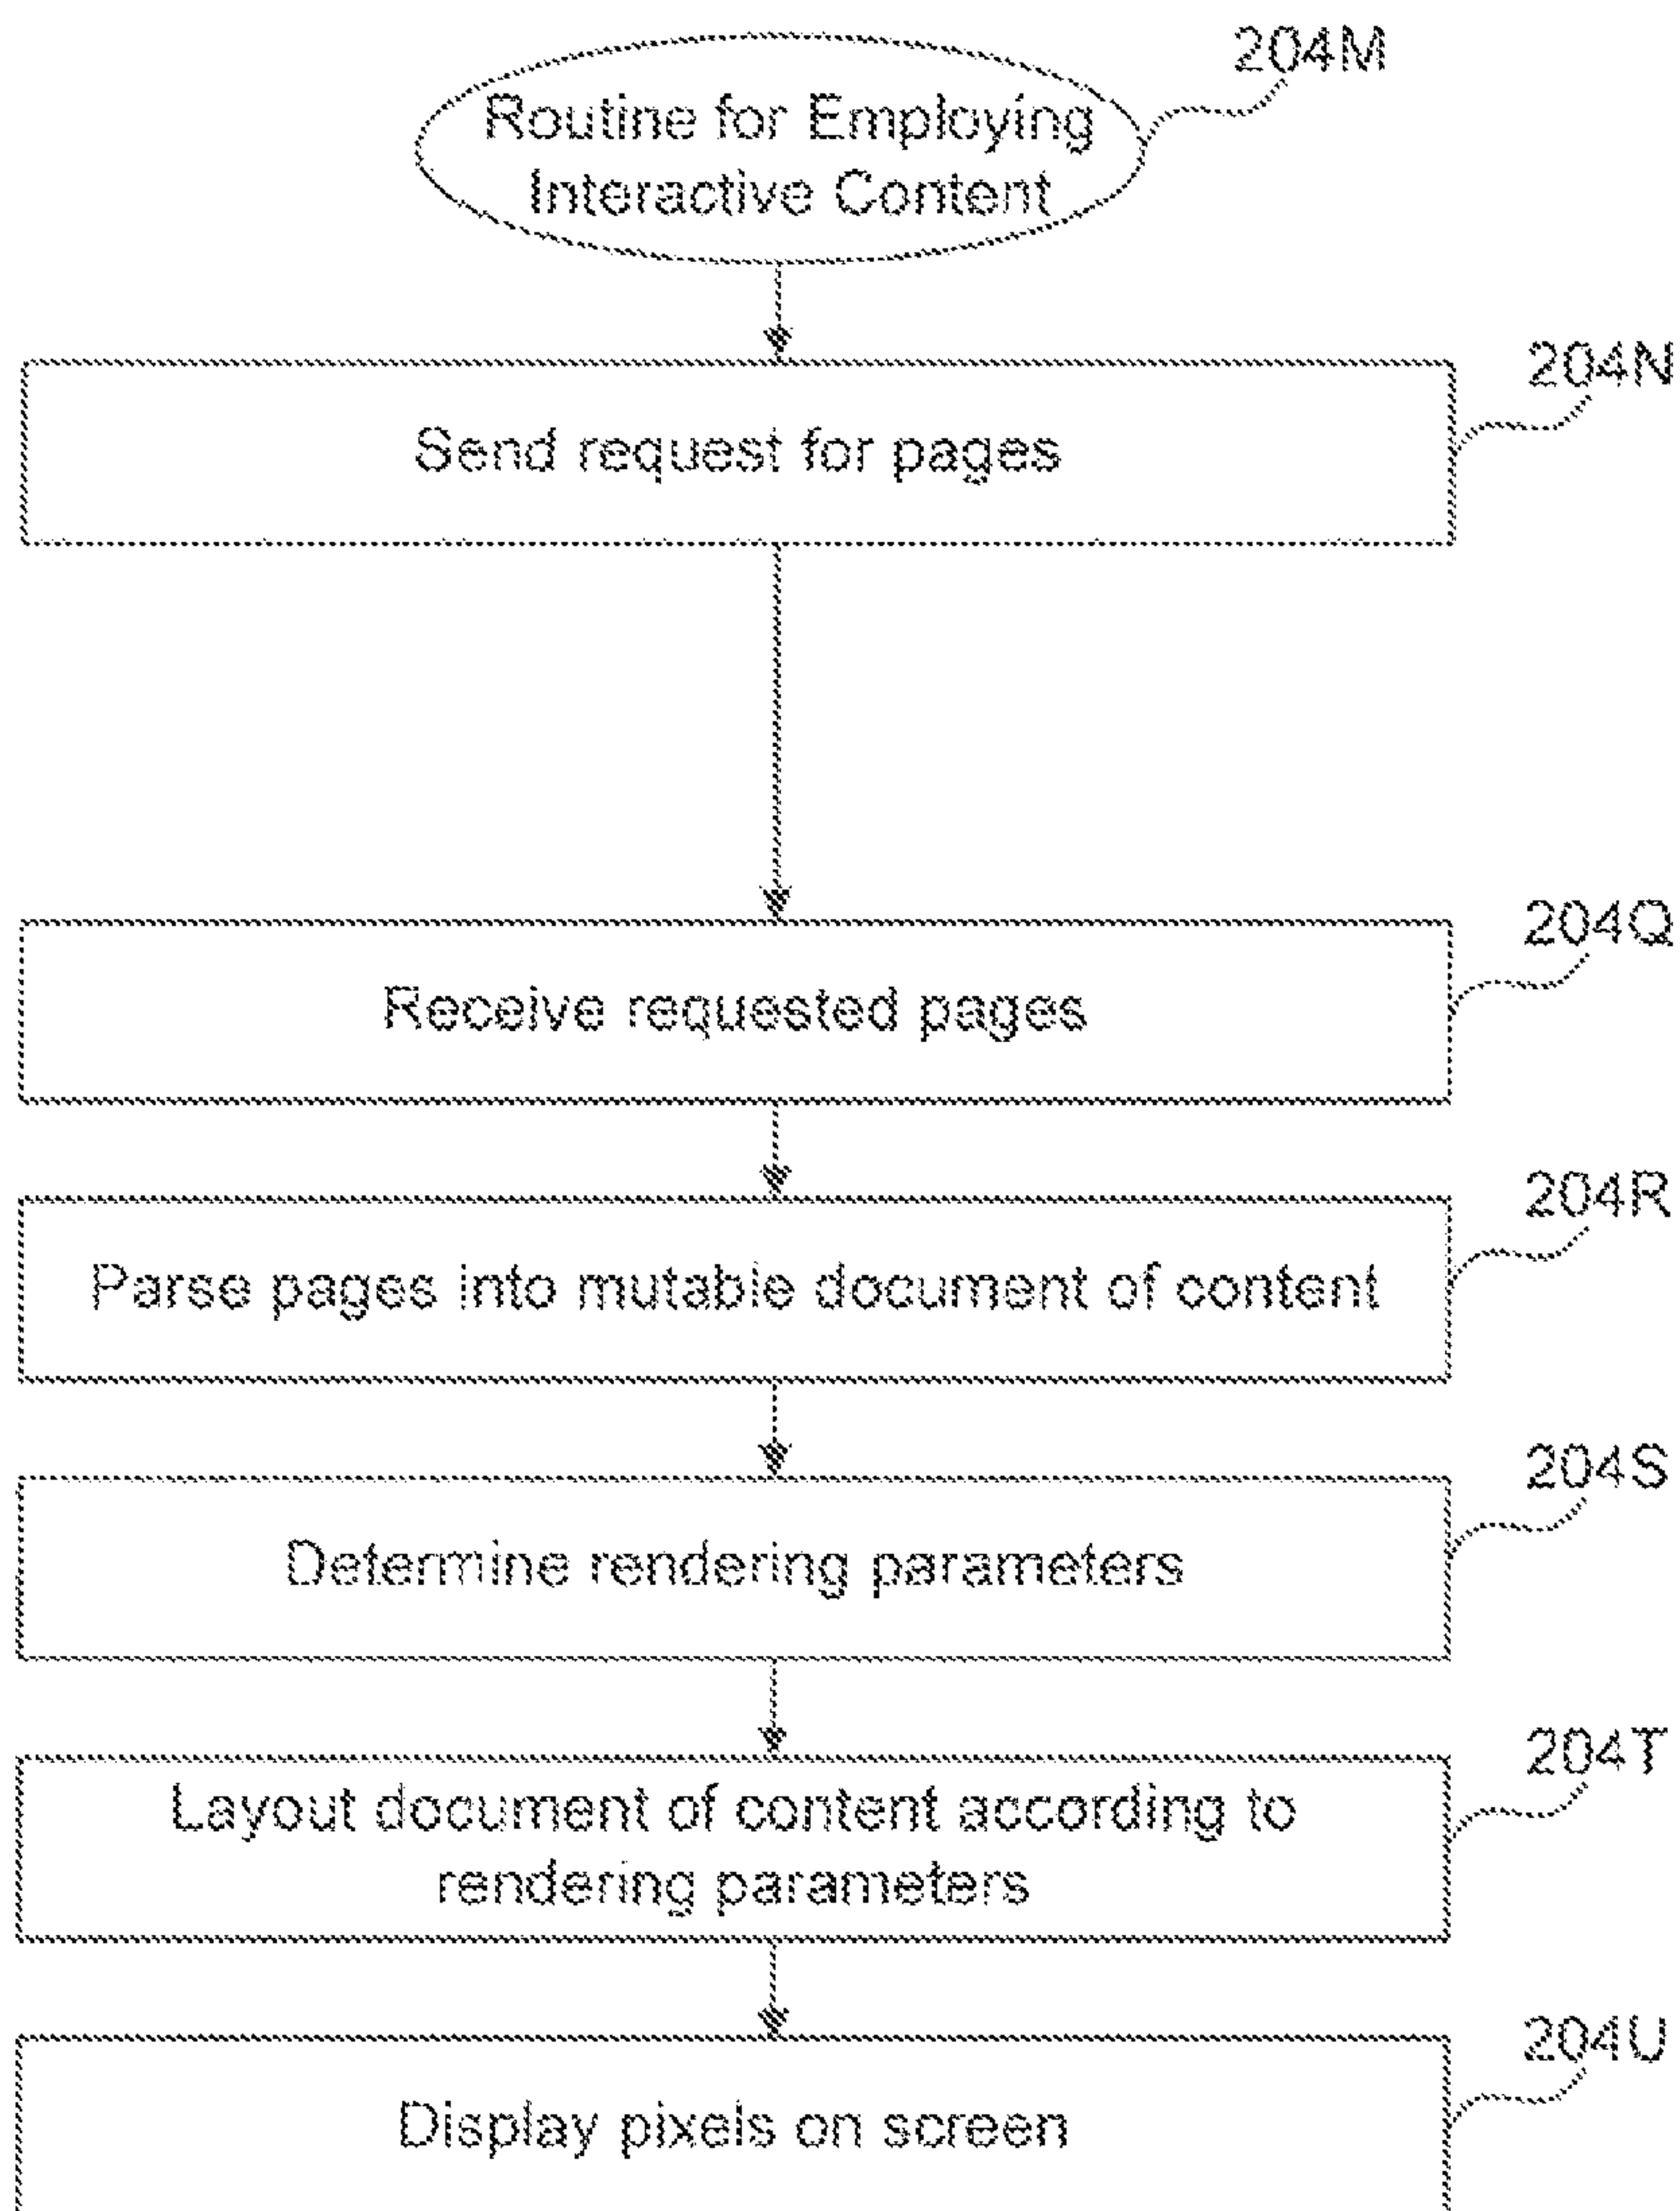 204M
Routine for Employing
Interactive Content
204N
Send request for pages
204Q
Receive requested pages
204R
Parse pages into mutable document of content
204S
Determine rendering parameters
204T
Layout document of content according to
rendering parameters
204U
Display pixels on screen